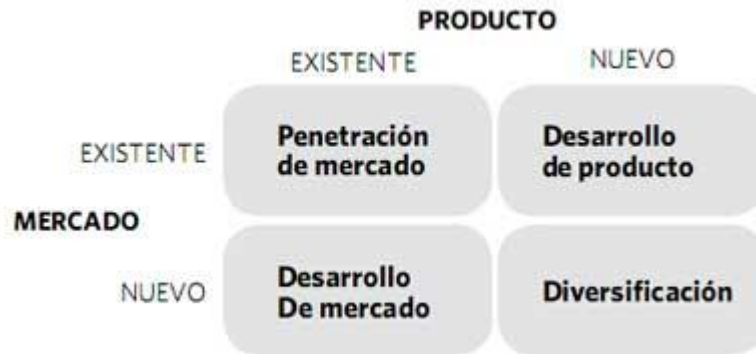 PRODUCTO
EXISTENTE
NUEVO
EXISTENTE
Penetración
de mercado
Desarrollo
de producto
MERCADO
NUEVO
Desarrollo
De mercado
Diversificación